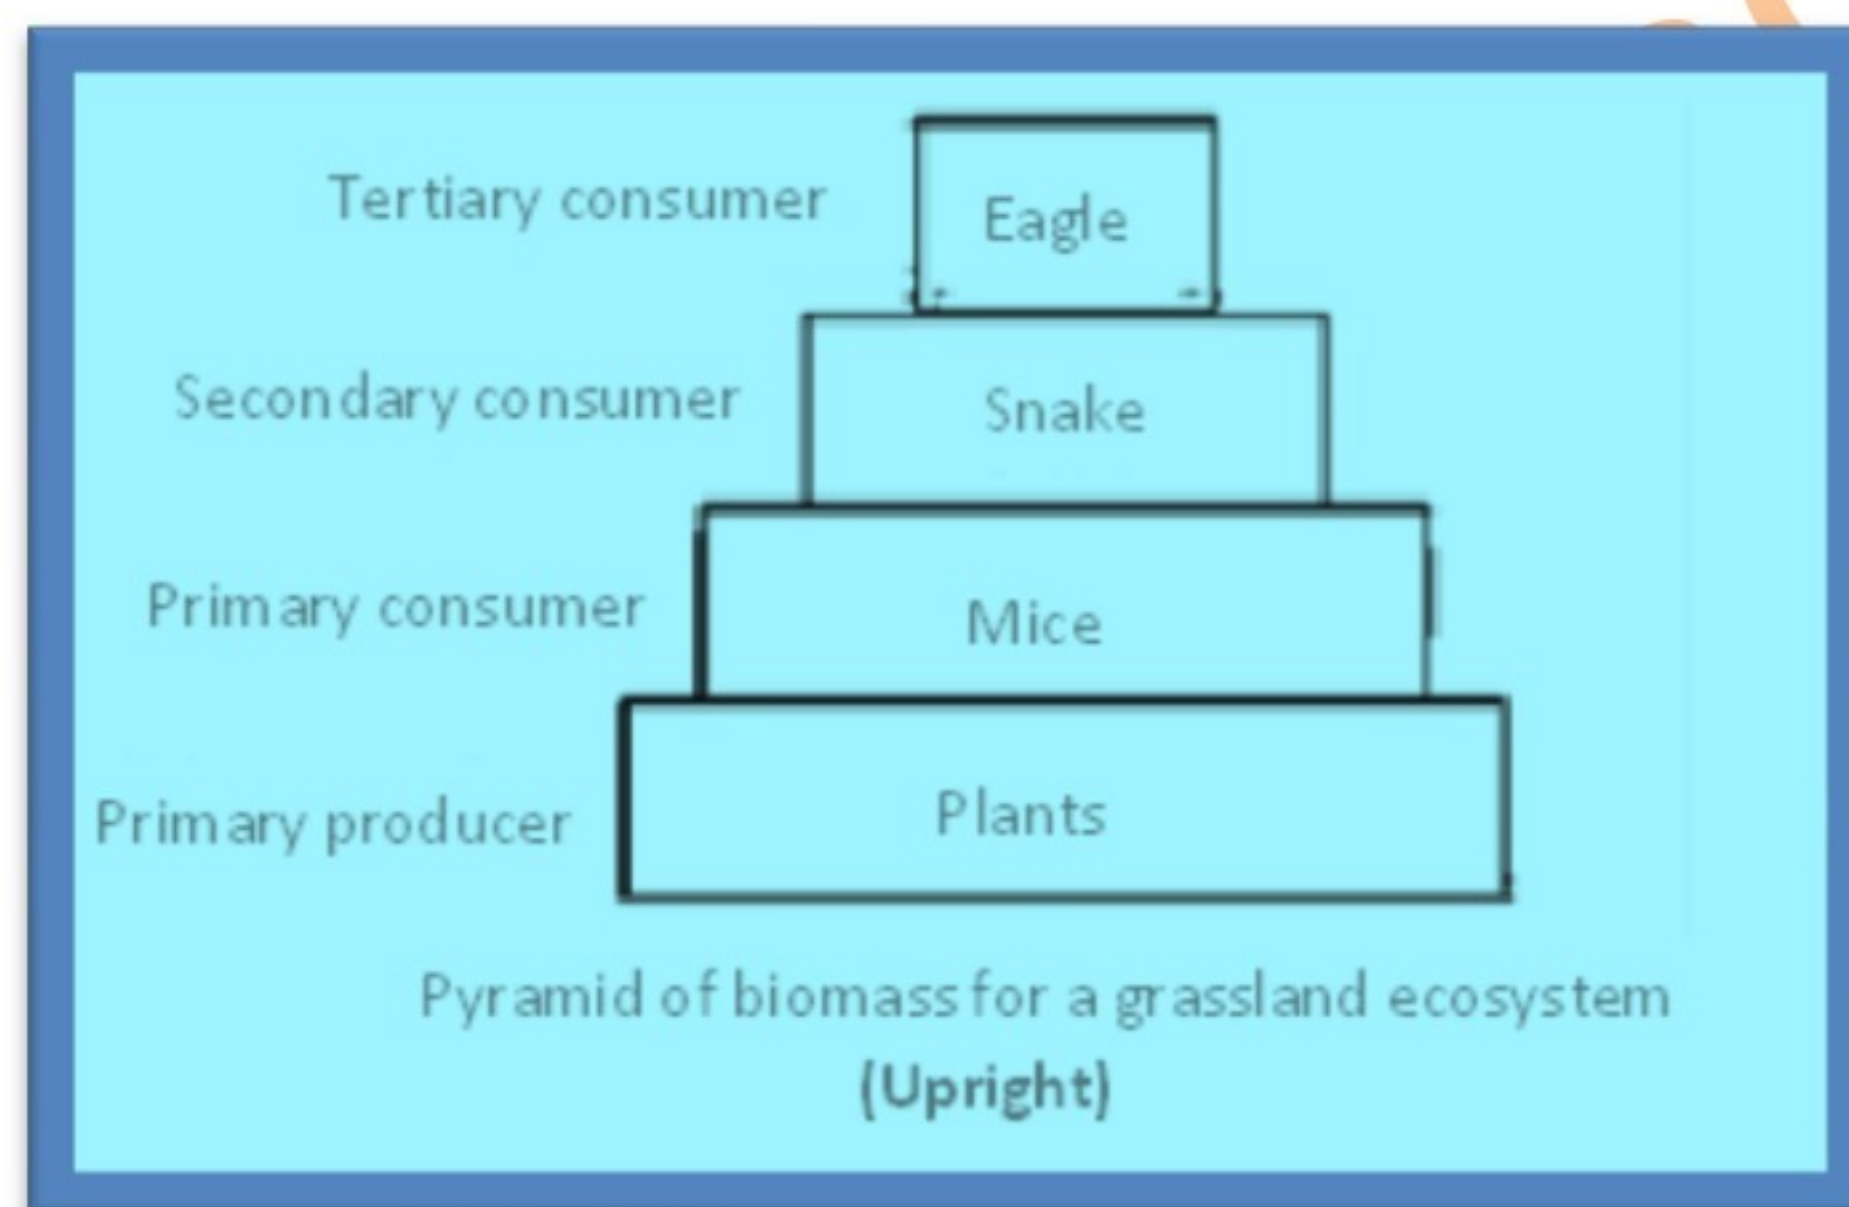 Tertiary consumer
Eagle
Secondary consumer
Snake
Primary consumer
Mice
Primary producer
Plants
Pyramid of biomass for a grassland ecosystem
(Upright)